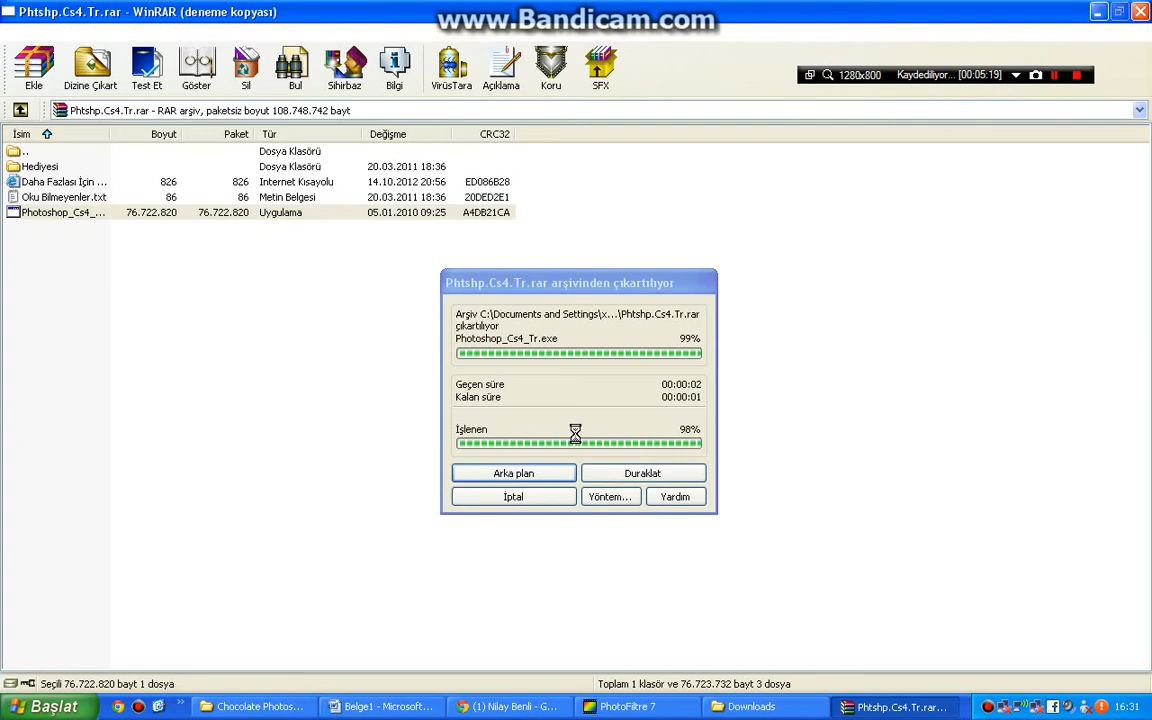 Phtshp.Cs4.Tr.rar - WinRAR (deneme kopyası)
www.Bandicam.com
Ekle
Dizine Çıkart
Test Et
Göster
Sil
Bul
Sihirbaz
Bilgi
VirüsTara
Açıklama
Koru
SFX
1280x800 Kaydediliyor... [00:05:19]
Phtshp.Cs4.Tr.rar - RAR arşiv, paketsiz boyut 108.748.742 bayt
İsim Boyut Paket Tür Değişme CRC32
.. Dosya Klasörü
Hediyesi Dosya Klasörü 20.03.2011 18:36
Daha Fazlası İçin ... 826 826 Internet Kısayolu 14.10.2012 20:56 ED086B28
Oku Bilmeyenler.txt 86 86 Metin Belgesi 20.03.2011 18:36 20DED2E1
Photoshop_Cs4_... 76.722.820 76.722.820 Uygulama 05.01.2010 09:25 A4DB21CA
Phtshp.Cs4.Tr.rar arşivinden çıkartılıyor
Arşiv C:\Documents and Settings\x...\Phtshp.Cs4.Tr.rar
çıkartılıyor
Photoshop_Cs4_Tr.exe 99%
Geçen süre 00:00:02
Kalan süre 00:00:01
İşlenen 98%
Arka plan
Duraklat
İptal
Yöntem...
Yardım
Seçili 76.722.820 bayt 1 dosya
Toplam 1 klasör ve 76.723.732 bayt 3 dosya
Başlat
Chocolate Photos...
Belge1 - Microsoft...
(1) Nilay Benli - G...
PhotoFiltre 7
Downloads
Phtshp.Cs4.Tr.rar...
16:31